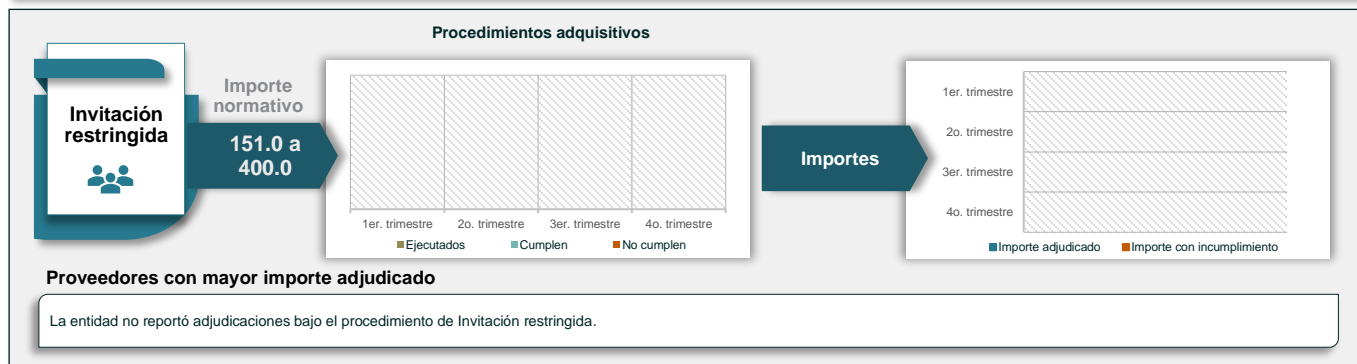 Procedimientos adquisitivos
Invitación
restringida
Importe
normativo
151.0 a
400.0
1er. trimestre 2o. trimestre 3er. trimestre 4o. trimestre
Ejecutados Cumplen No cumplen
Importes
1er. trimestre
2o. trimestre
3er. trimestre
4o. trimestre
Importe adjudicado Importe con incumplimiento
Proveedores con mayor importe adjudicado
La entidad no reportó adjudicaciones bajo el procedimiento de Invitación restringida.